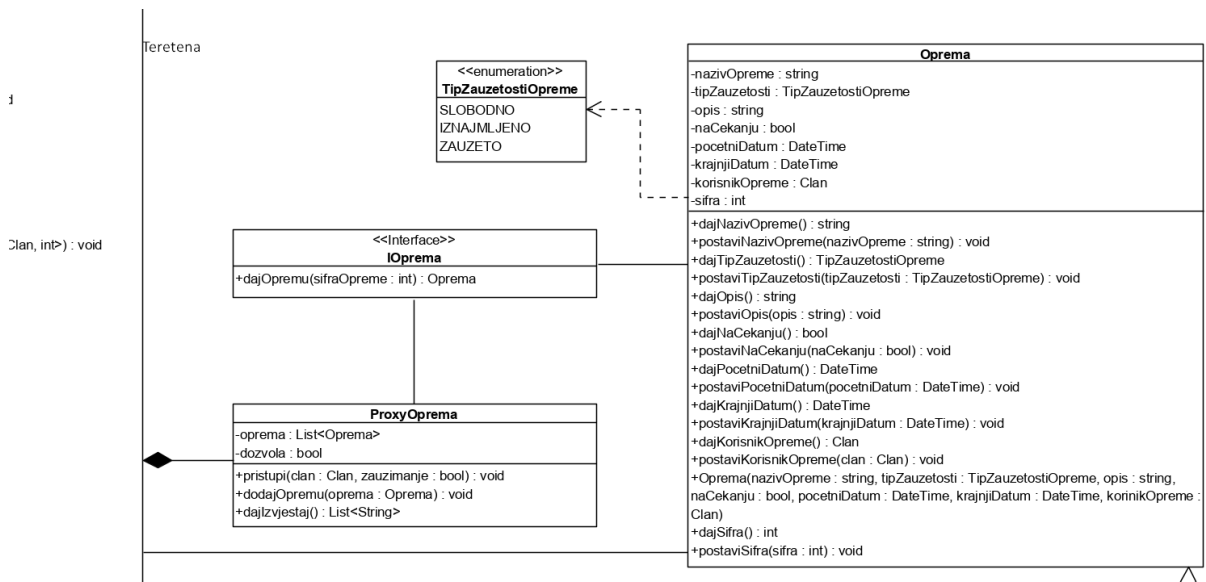 Teretena
d
Clan, int>) : void
<<enumeration>>
TipZauzetostiOpreme
SLOBODNO
IZNAJMLJENO
ZAUZETO
<<Interface>>
IOprema
+dajOpremu(sifraOpreme : int) : Oprema
ProxyOprema
-oprema : List<Oprema>
-dozvola : bool
+pristupi(clan : Clan, zauzimanje : bool) : void
+dodajOpremu(oprema : Oprema) : void
+dajIzvjestaj() : List<String>
Oprema
-nazivOpreme : string
-tipZauzetosti : TipZauzetostiOpreme
-opis : string
-naCekanju : bool
-pocetniDatum : DateTime
-krajnjiDatum : DateTime
-korisnikOpreme : Clan
-sifra : int
+dajNazivOpreme() : string
+postaviNazivOpreme(nazivOpreme : string) : void
+dajTipZauzetosti() : TipZauzetostiOpreme
+postaviTipZauzetosti(tipZauzetosti : TipZauzetostiOpreme) : void
+dajOpis() : string
+postaviOpis(opis : string) : void
+dajNaCekanju() : bool
+postaviNaCekanju(naCekanju : bool) : void
+dajPocetniDatum() : DateTime
+postaviPocetniDatum(pocetniDatum : DateTime) : void
+dajKrajnjiDatum() : DateTime
+postaviKrajnjiDatum(krajnjiDatum : DateTime) : void
+dajKorisnikOpreme() : Clan
+postaviKorisnikOpreme(clan : Clan) : void
+Oprema(nazivOpreme : string, tipZauzetosti : TipZauzetostiOpreme, opis : string,
naCekanju : bool, pocetniDatum : DateTime, krajnjiDatum : DateTime, korinikOpreme :
Clan)
+dajSifra() : int
+postaviSifra(sifra : int) : void